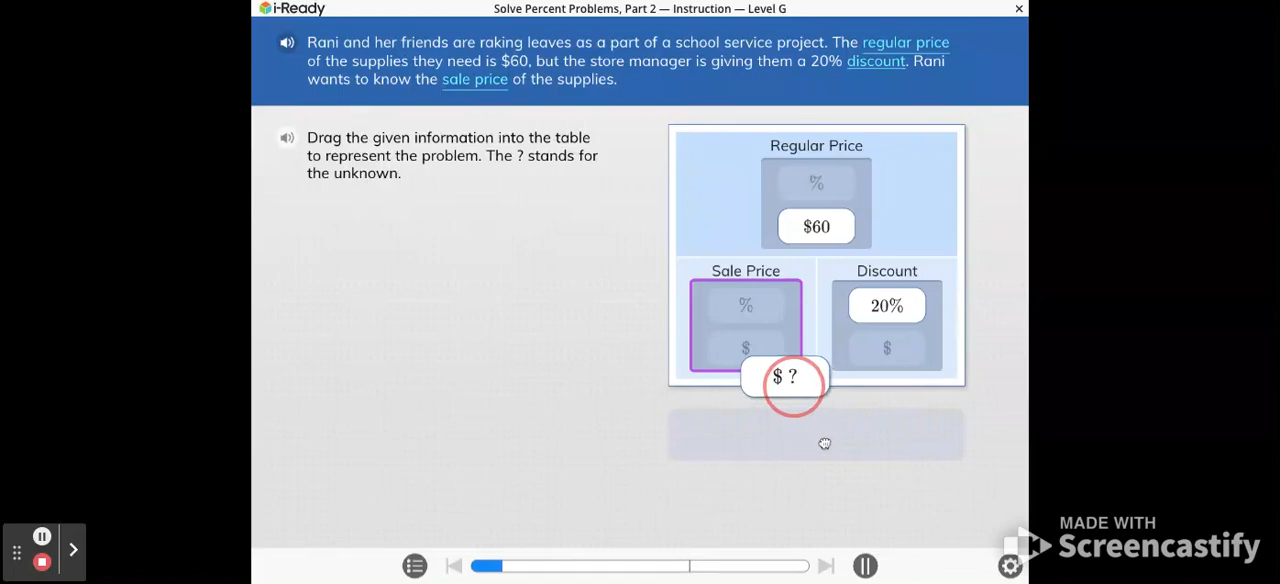 i-Ready
Solve Percent Problems, Part 2 — Instruction — Level G
×
Rani and her friends are raking leaves as a part of a school service project. The regular price
of the supplies they need is $60, but the store manager is giving them a 20% discount. Rani
wants to know the sale price of the supplies.
Drag the given information into the table
to represent the problem. The ? stands for
the unknown.
Regular Price
%
$60
Sale Price
%
$
Discount
20%
$
$ ?
MADE WITH
Screencastify